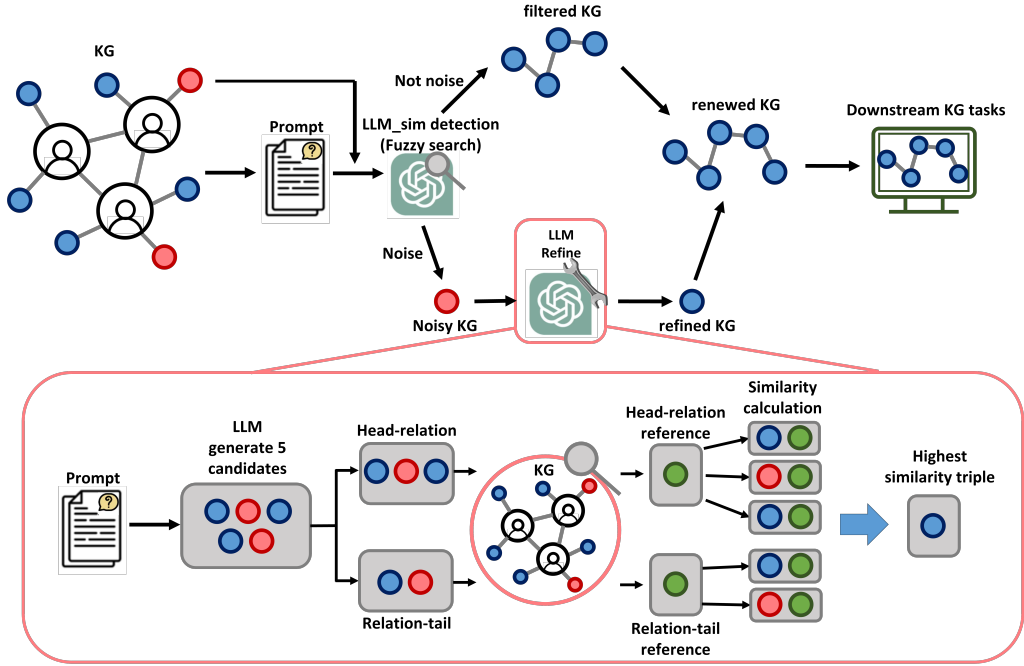 filtered KG
KG
Not noise
renewed KG
Downstream KG tasks
Prompt
LLM_sim detection
(Fuzzy search)
?
Noise
LLM
Refine
Noisy KG
refined KG
Similarity
calculation
Head-relation
reference
LLM
generate 5
candidates
Head-relation
KG
Highest
similarity triple
Prompt
?
Relation-tail
Relation-tail
reference